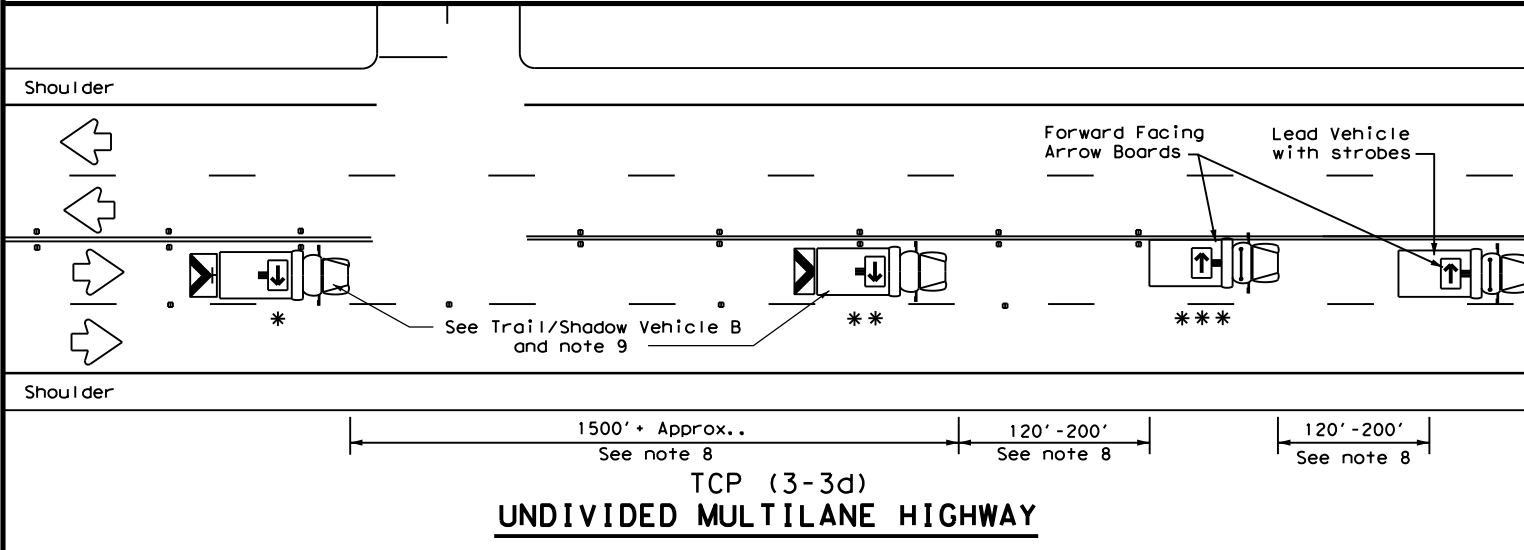 Shoulder
Forward Facing
Arrow Boards
Lead Vehicle
with strobes
*
**
***
See Trail/Shadow Vehicle B
and note 9
Shoulder
1500'+ Approx..
See note 8
120'-200'
See note 8
120'-200'
See note 8
TCP (3-3d)
UNDIVIDED MULTILANE HIGHWAY